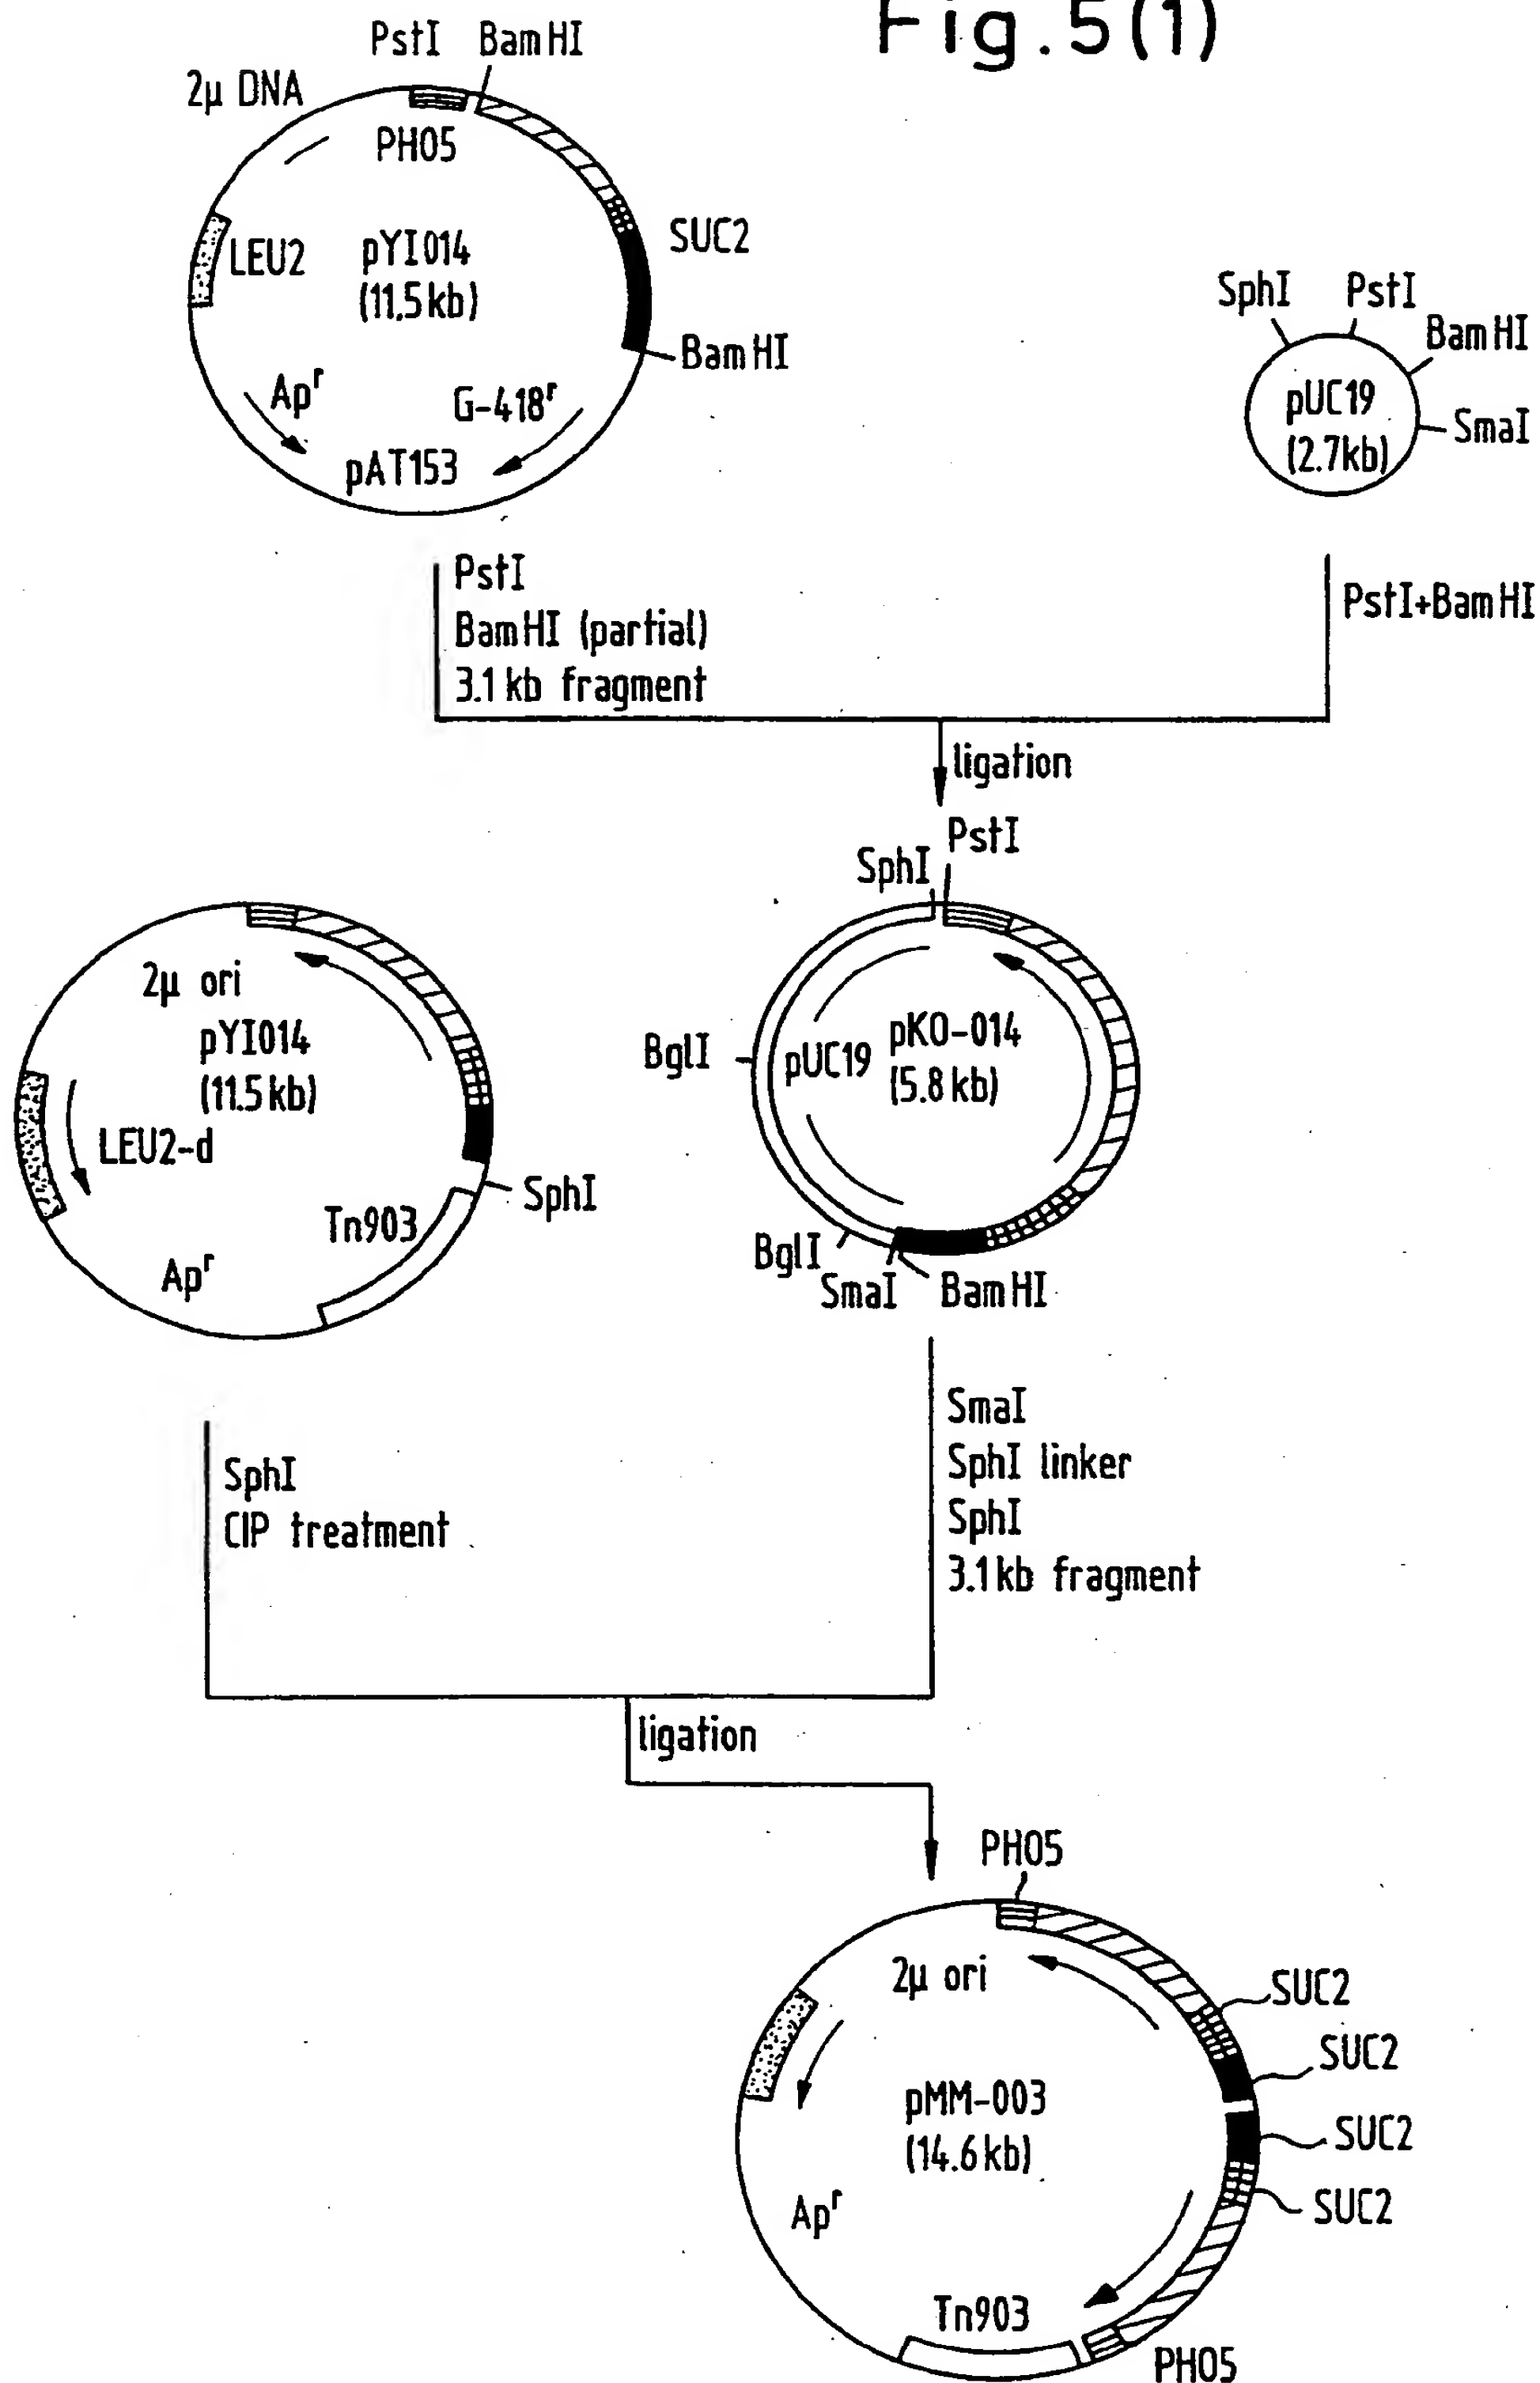 Fig.5(1)
PstI BamHI
2μ DNA
PHO5
LEU2
pYI014
(11.5kb)
SUC2
BamHI
Apʳ
G-418ʳ
pAT153
SphI PstI
BamHI
pUC19
(2.7kb)
SmaI
PstI
BamHI (partial)
3.1kb fragment
PstI+BamHI
ligation
PstI
SphI
2μ ori
pYI014
(11.5kb)
LEU2-d
SphI
Tn903
Apʳ
BglI
pUC19
pKO-014
(5.8 kb)
BglI
SmaI
BamHI
SphI
CIP treatment
SmaI
SphI linker
SphI
3.1kb fragment
ligation
PHO5
2μ ori
SUC2
SUC2
pMM-003
(14.6kb)
SUC2
SUC2
Apʳ
Tn903
PHO5